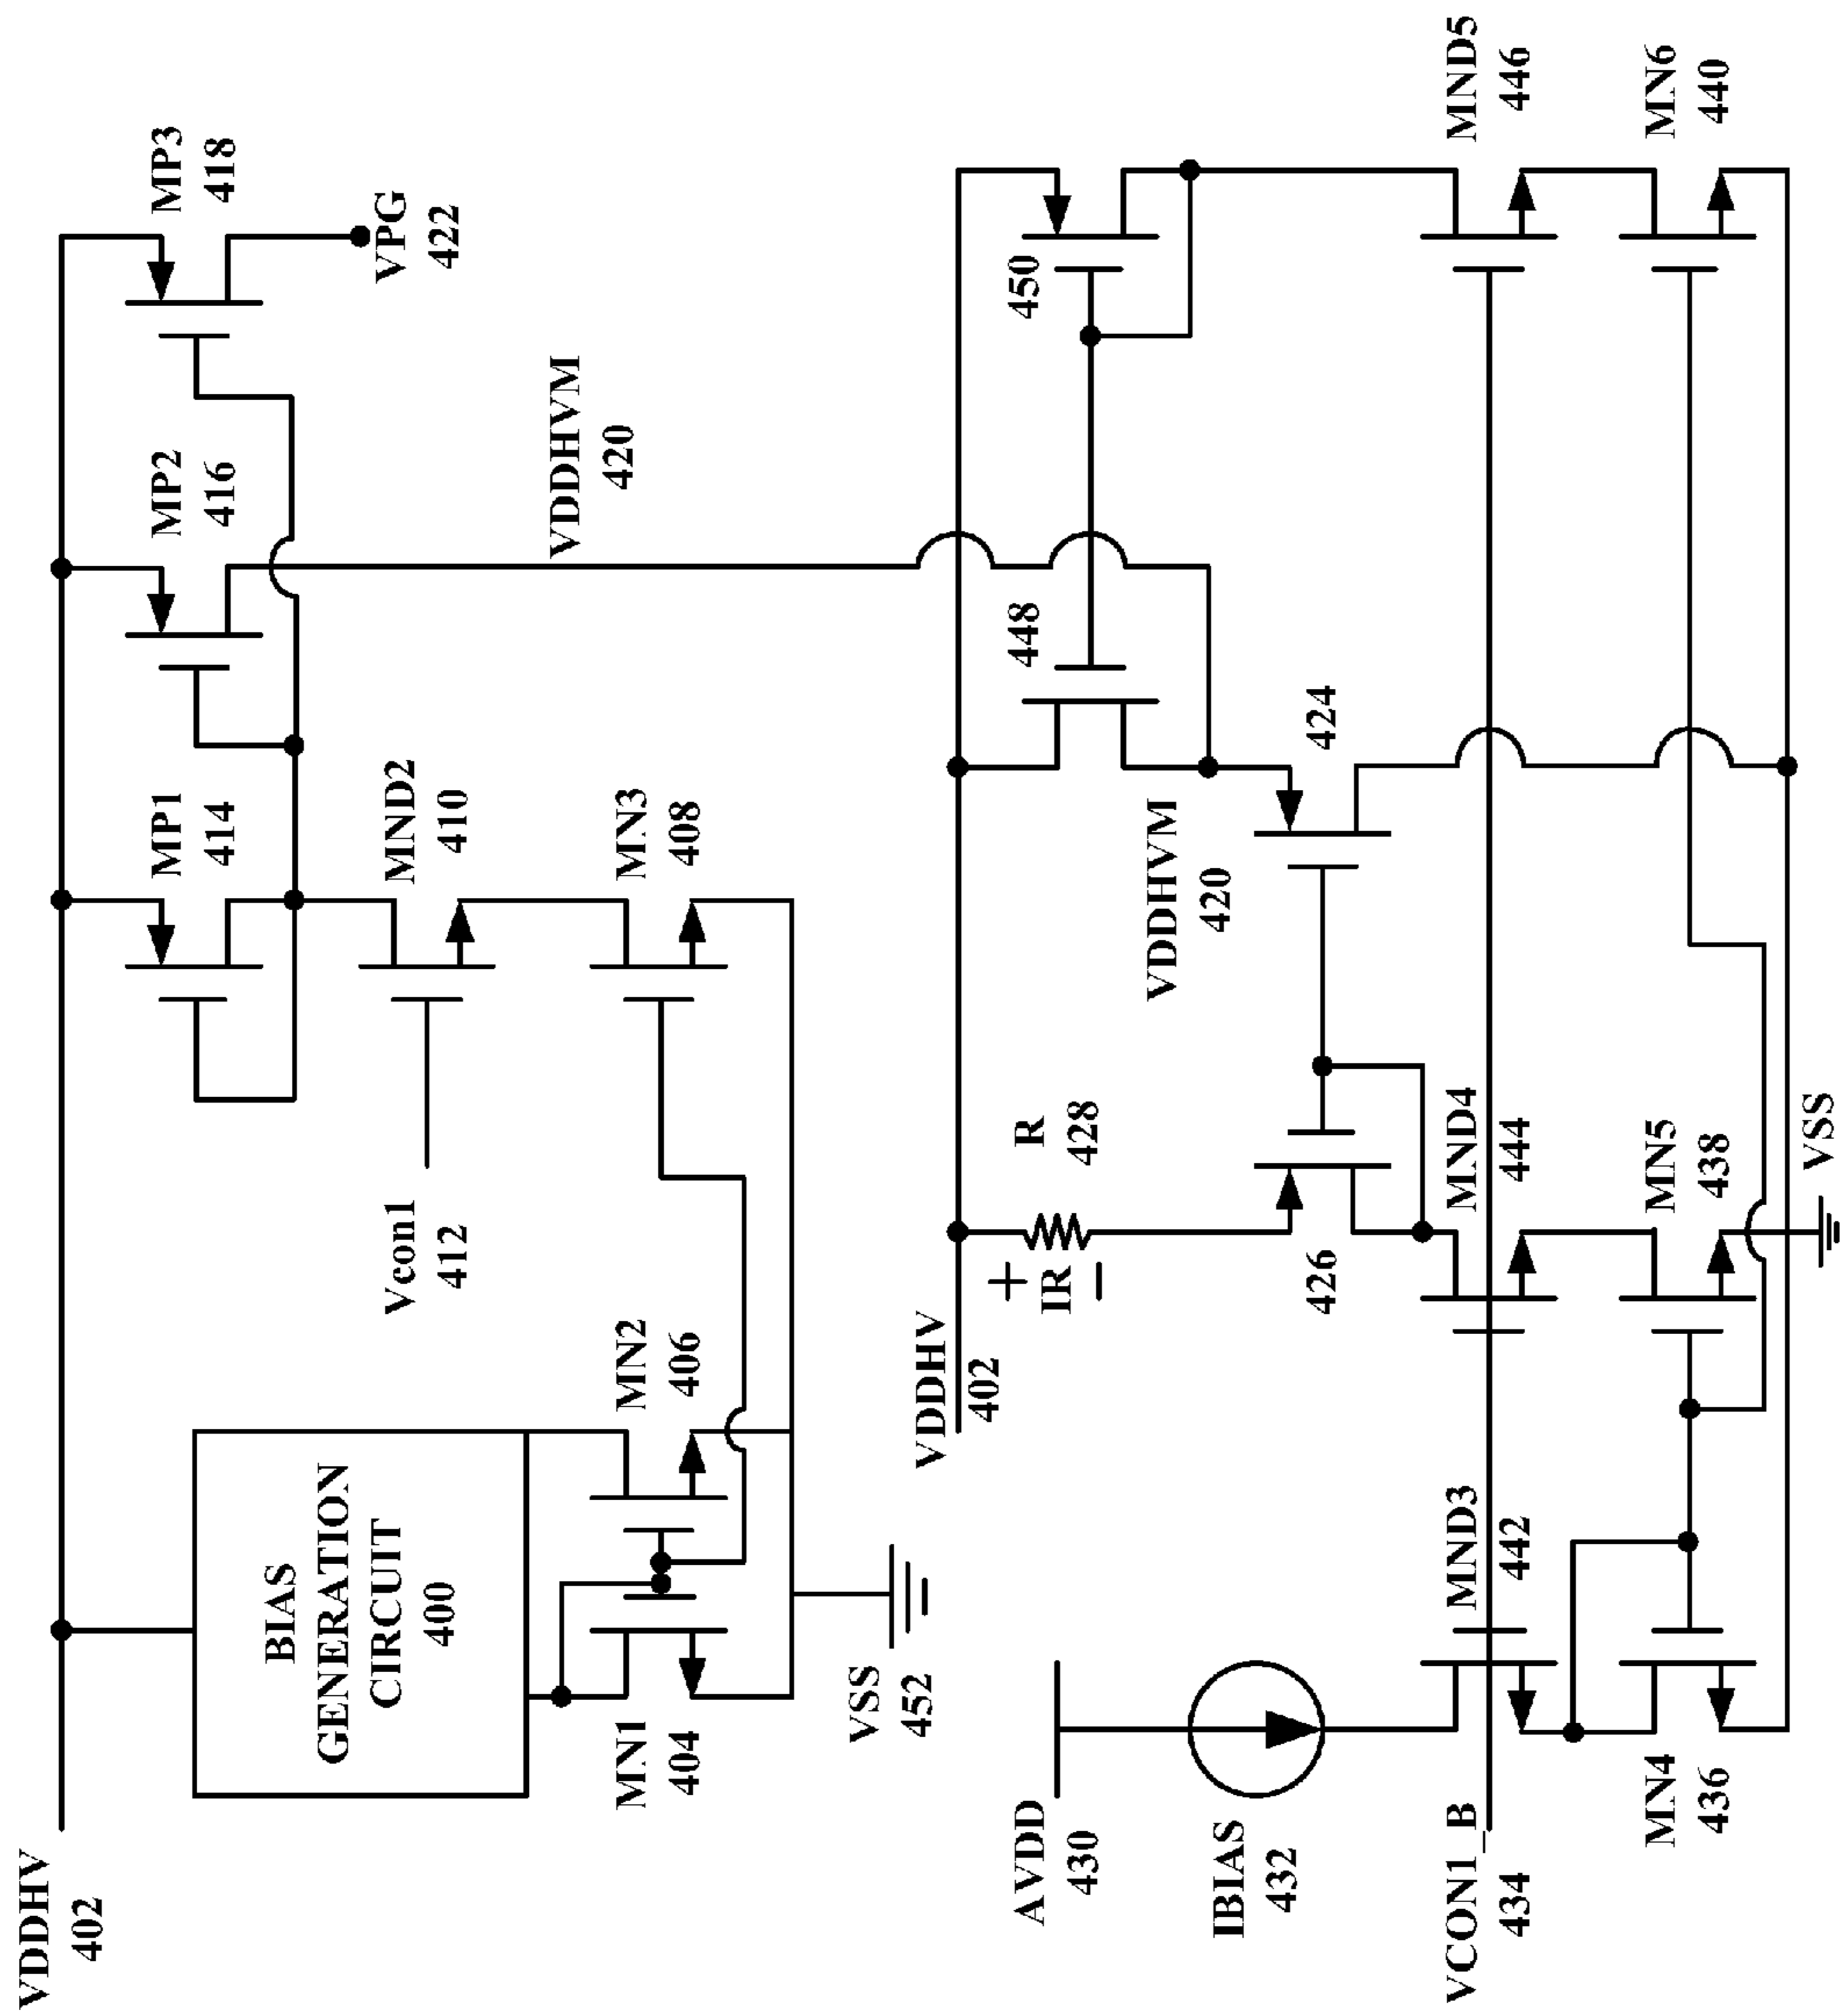 VDDHV
402
BIAS
GENERATION
CIRCUIT
400
MN1
404
MN2
406
VSS
452
Vcon1
412
MP1
414
MND2
410
MN3
408
MP2
416
MP3
418
VPG
422
VDDHVM
420
VDDHV
402
AVDD
430
IBIAS
432
VCON1_B
434
MND3
442
MN4
436
+
IR
−
R
428
426
MND4
444
MN5
438
VSS
VDDHVM
420
424
448
450
MND5
446
MN6
440